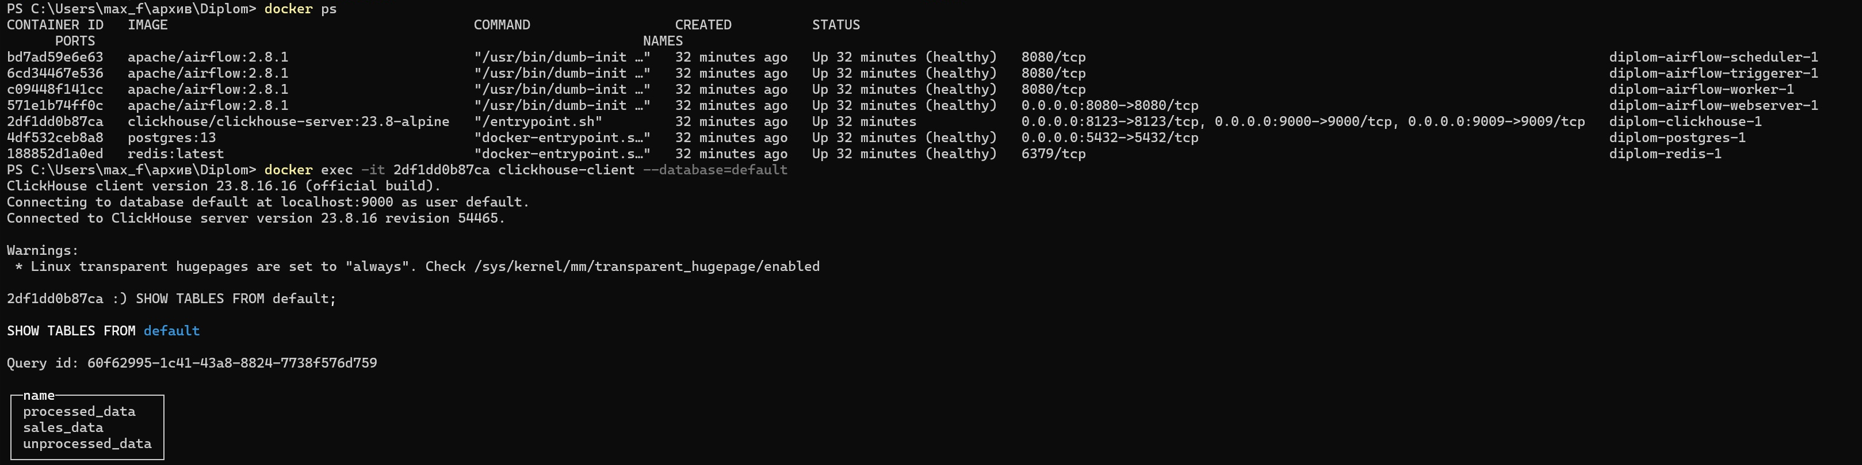 PS C:\Users\max_f\архив\Diplom> docker ps
CONTAINER ID   IMAGE                                      COMMAND                  CREATED          STATUS
      PORTS                                                                    NAMES
bd7ad59e6e63   apache/airflow:2.8.1                       "/usr/bin/dumb-init …"   32 minutes ago   Up 32 minutes (healthy)   8080/tcp                                                                 diplom-airflow-scheduler-1
6cd34467e536   apache/airflow:2.8.1                       "/usr/bin/dumb-init …"   32 minutes ago   Up 32 minutes (healthy)   8080/tcp                                                                 diplom-airflow-triggerer-1
c09448f141cc   apache/airflow:2.8.1                       "/usr/bin/dumb-init …"   32 minutes ago   Up 32 minutes (healthy)   8080/tcp                                                                 diplom-airflow-worker-1
571e1b74ff0c   apache/airflow:2.8.1                       "/usr/bin/dumb-init …"   32 minutes ago   Up 32 minutes (healthy)   0.0.0.0:8080->8080/tcp                                                   diplom-airflow-webserver-1
2df1dd0b87ca   clickhouse/clickhouse-server:23.8-alpine   "/entrypoint.sh"         32 minutes ago   Up 32 minutes             0.0.0.0:8123->8123/tcp, 0.0.0.0:9000->9000/tcp, 0.0.0.0:9009->9009/tcp   diplom-clickhouse-1
4df532ceb8a8   postgres:13                                "docker-entrypoint.s…"   32 minutes ago   Up 32 minutes (healthy)   0.0.0.0:5432->5432/tcp                                                   diplom-postgres-1
188852d1a0ed   redis:latest                               "docker-entrypoint.s…"   32 minutes ago   Up 32 minutes (healthy)   6379/tcp                                                                 diplom-redis-1
PS C:\Users\max_f\архив\Diplom> docker exec -it 2df1dd0b87ca clickhouse-client --database=default
ClickHouse client version 23.8.16.16 (official build).
Connecting to database default at localhost:9000 as user default.
Connected to ClickHouse server version 23.8.16 revision 54465.

Warnings:
 * Linux transparent hugepages are set to "always". Check /sys/kernel/mm/transparent_hugepage/enabled

2df1dd0b87ca :) SHOW TABLES FROM default;

SHOW TABLES FROM default

Query id: 60f62995-1c41-43a8-8824-7738f576d759

name
processed_data
sales_data
unprocessed_data